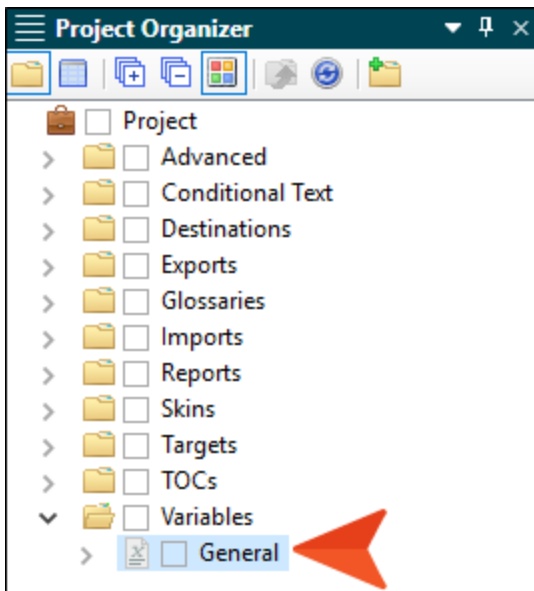 Project Organizer
Project
Advanced
Conditional Text
Destinations
Exports
Glossaries
Imports
Reports
Skins
Targets
TOCs
Variables
General